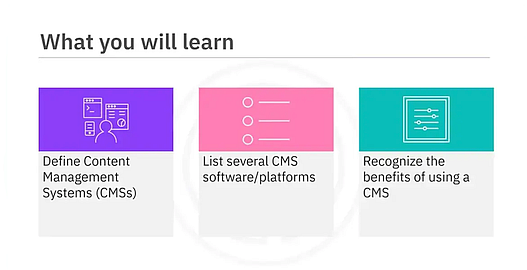 What you will learn
Define Content
Management
Systems (CMSs)
List several CMS
software/platforms
Recognize the
benefits of using a
CMS